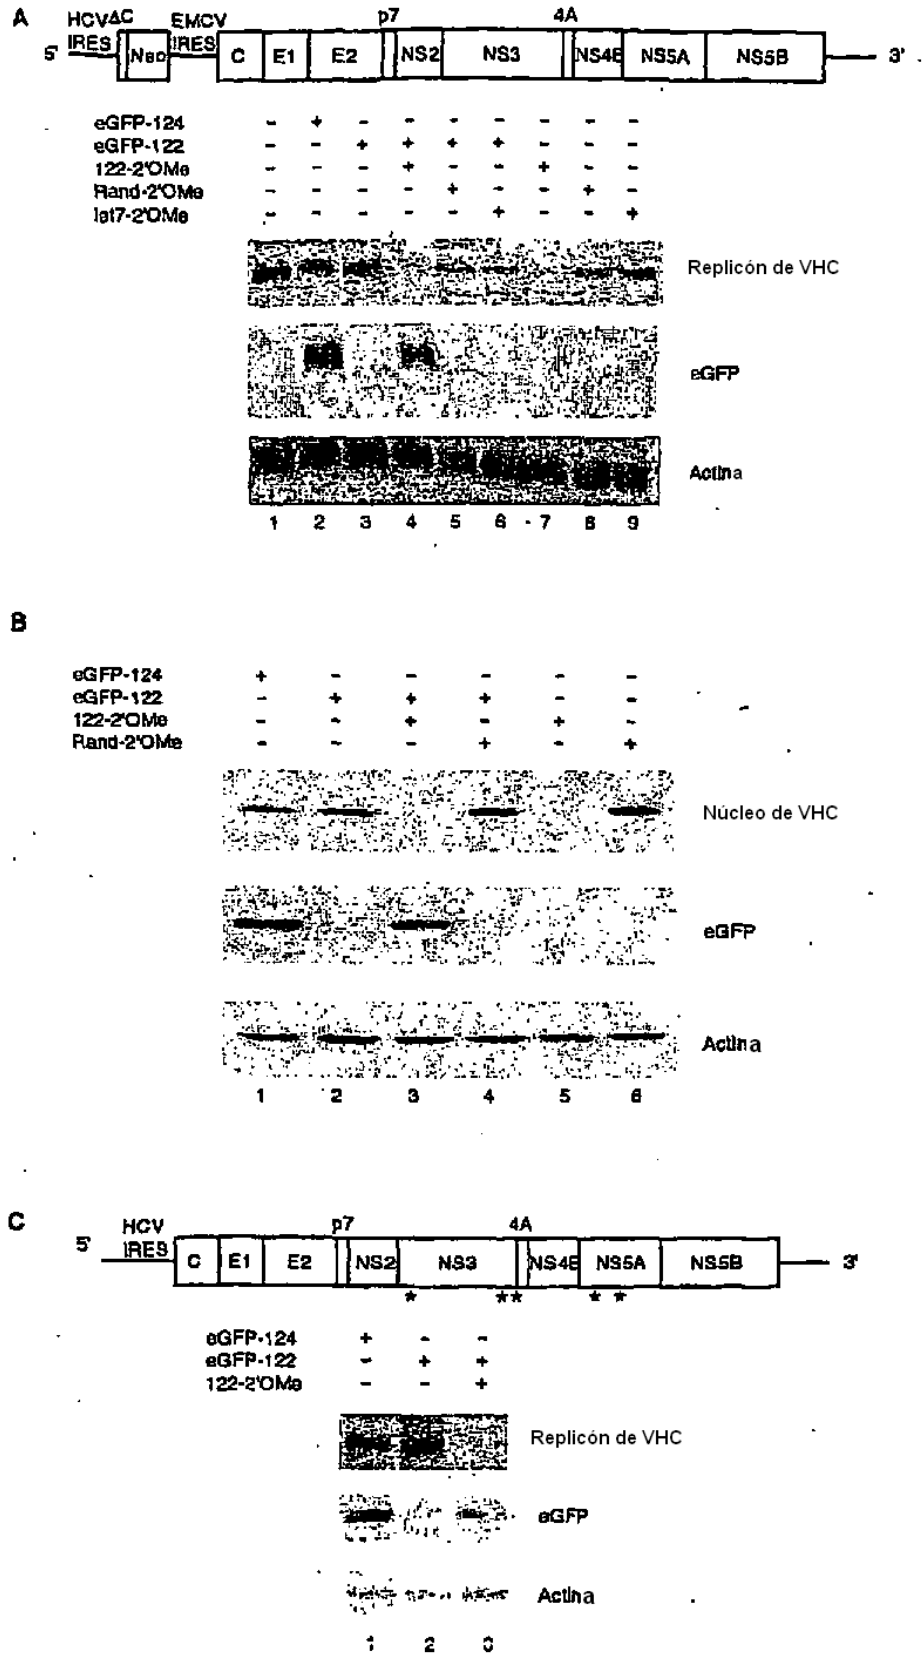 A
HCV ΔC EMCV p7 4A
5' IRES NEO IRES C E1 E2 NS2 NS3 NS4B NS5A NS5B 3'
eGFP-124 - + - - - - - - -
eGFP-122 - - + + + + - - -
122-2'OMe - - - + - - + - -
Rand-2'OMe - - - - + - - + -
let7-2'OMe - - - - - + - - +
Replicón de VHC
eGFP
Actina
1 2 3 4 5 6 7 8 9
B
eGFP-124 + - - - - -
eGFP-122 - + + + - -
122-2'OMe - - + - + -
Rand-2'OMe - - - + - +
Núcleo de VHC
eGFP
Actina
1 2 3 4 5 6
C
HCV p7 4A
5' IRES C E1 E2 NS2 NS3 NS4B NS5A NS5B 3'
* ** * *
eGFP-124 + - -
eGFP-122 - + +
122-2'OMe - - +
Replicón de VHC
eGFP
Actina
1 2 3